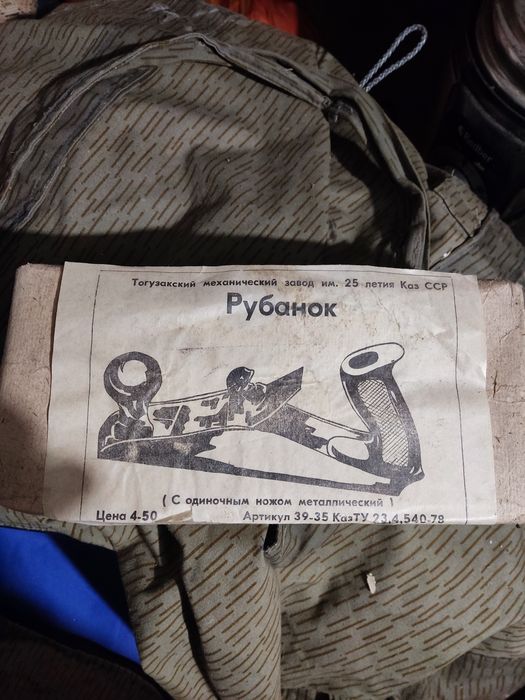 Тогузакский механический завод им. 25 летия Каз ССР
Рубанок
( С одиночным ножом металлический )
Цена 4-50
Артикул 39-35 КазТУ 23.4.540-78